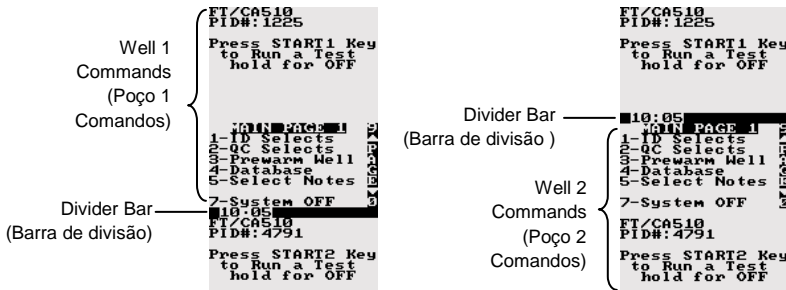 Well 1
Commands
(Poço 1
Comandos)
Divider Bar
(Barra de divisão)
FT/CA510
PID#:1225
Press START1 Key
to Run a Test
hold for OFF
MAIN PAGE 1 9
1-ID Selects
2-QC Selects P
3-Prewarm Well A
4-Database G
5-Select Notes E
7-System OFF 0
10:05
FT/CA510
PID#:4791
Press START2 Key
to Run a Test
hold for OFF
Divider Bar
(Barra de divisão )
Well 2
Commands
(Poço 2
Comandos)
FT/CA510
PID#:1225
Press START1 Key
to Run a Test
hold for OFF
10:05
MAIN PAGE 1 9
1-ID Selects
2-QC Selects P
3-Prewarm Well A
4-Database G
5-Select Notes E
7-System OFF 0
FT/CA510
PID#:4791
Press START2 Key
to Run a Test
hold for OFF